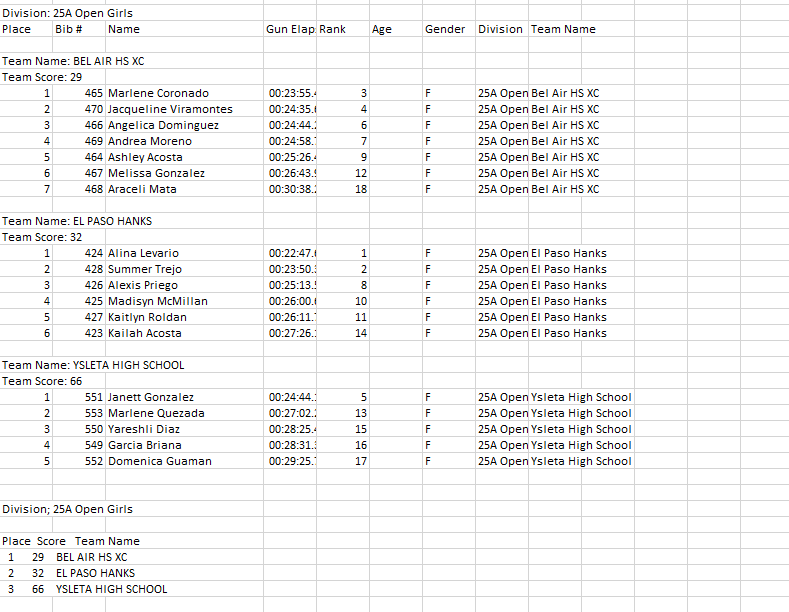 Division: 25A Open Girls
Place Bib # Name Gun Elap Rank Age Gender Division Team Name
Team Name: BEL AIR HS XC
Team Score: 29
1 465 Marlene Coronado 00:23:55. 3 F 25A Open Bel Air HS XC
2 470 Jacqueline Viramontes 00:24:35. 4 F 25A Open Bel Air HS XC
3 466 Angelica Dominguez 00:24:44. 6 F 25A Open Bel Air HS XC
4 469 Andrea Moreno 00:24:58. 7 F 25A Open Bel Air HS XC
5 464 Ashley Acosta 00:25:26. 9 F 25A Open Bel Air HS XC
6 467 Melissa Gonzalez 00:26:43. 12 F 25A Open Bel Air HS XC
7 468 Araceli Mata 00:30:38. 18 F 25A Open Bel Air HS XC
Team Name: EL PASO HANKS
Team Score: 32
1 424 Alina Levario 00:22:47. 1 F 25A Open El Paso Hanks
2 428 Summer Trejo 00:23:50. 2 F 25A Open El Paso Hanks
3 426 Alexis Priego 00:25:13. 8 F 25A Open El Paso Hanks
4 425 Madisyn McMillan 00:26:00. 10 F 25A Open El Paso Hanks
5 427 Kaitlyn Roldan 00:26:11. 11 F 25A Open El Paso Hanks
6 423 Kailah Acosta 00:27:26. 14 F 25A Open El Paso Hanks
Team Name: YSLETA HIGH SCHOOL
Team Score: 66
1 551 Janett Gonzalez 00:24:44. 5 F 25A Open Ysleta High School
2 553 Marlene Quezada 00:27:02. 13 F 25A Open Ysleta High School
3 550 Yareshli Diaz 00:28:25. 15 F 25A Open Ysleta High School
4 549 Garcia Briana 00:28:31. 16 F 25A Open Ysleta High School
5 552 Domenica Guaman 00:29:25. 17 F 25A Open Ysleta High School
Division; 25A Open Girls
Place Score Team Name
1 29 BEL AIR HS XC
2 32 EL PASO HANKS
3 66 YSLETA HIGH SCHOOL